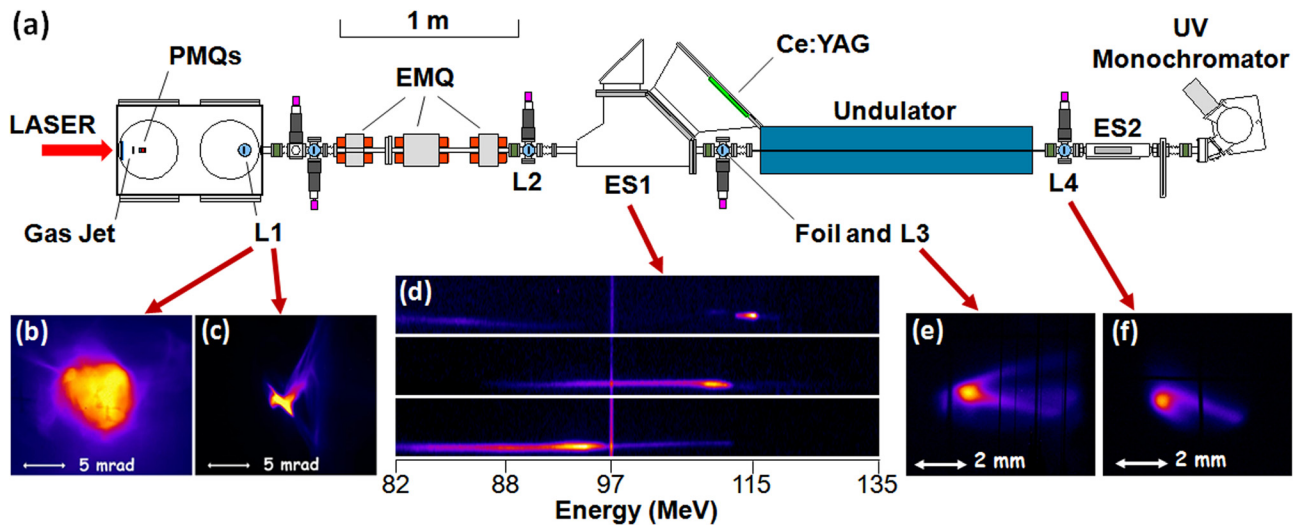 (a)
1 m
PMQs
EMQ
Ce:YAG
UV
Monochromator
LASER
Undulator
ES2
L2
ES1
L4
Gas Jet
L1
Foil and L3
(b)
(c)
(d)
(e)
(f)
5 mrad
5 mrad
2 mm
2 mm
82 88 97 115 135
Energy (MeV)